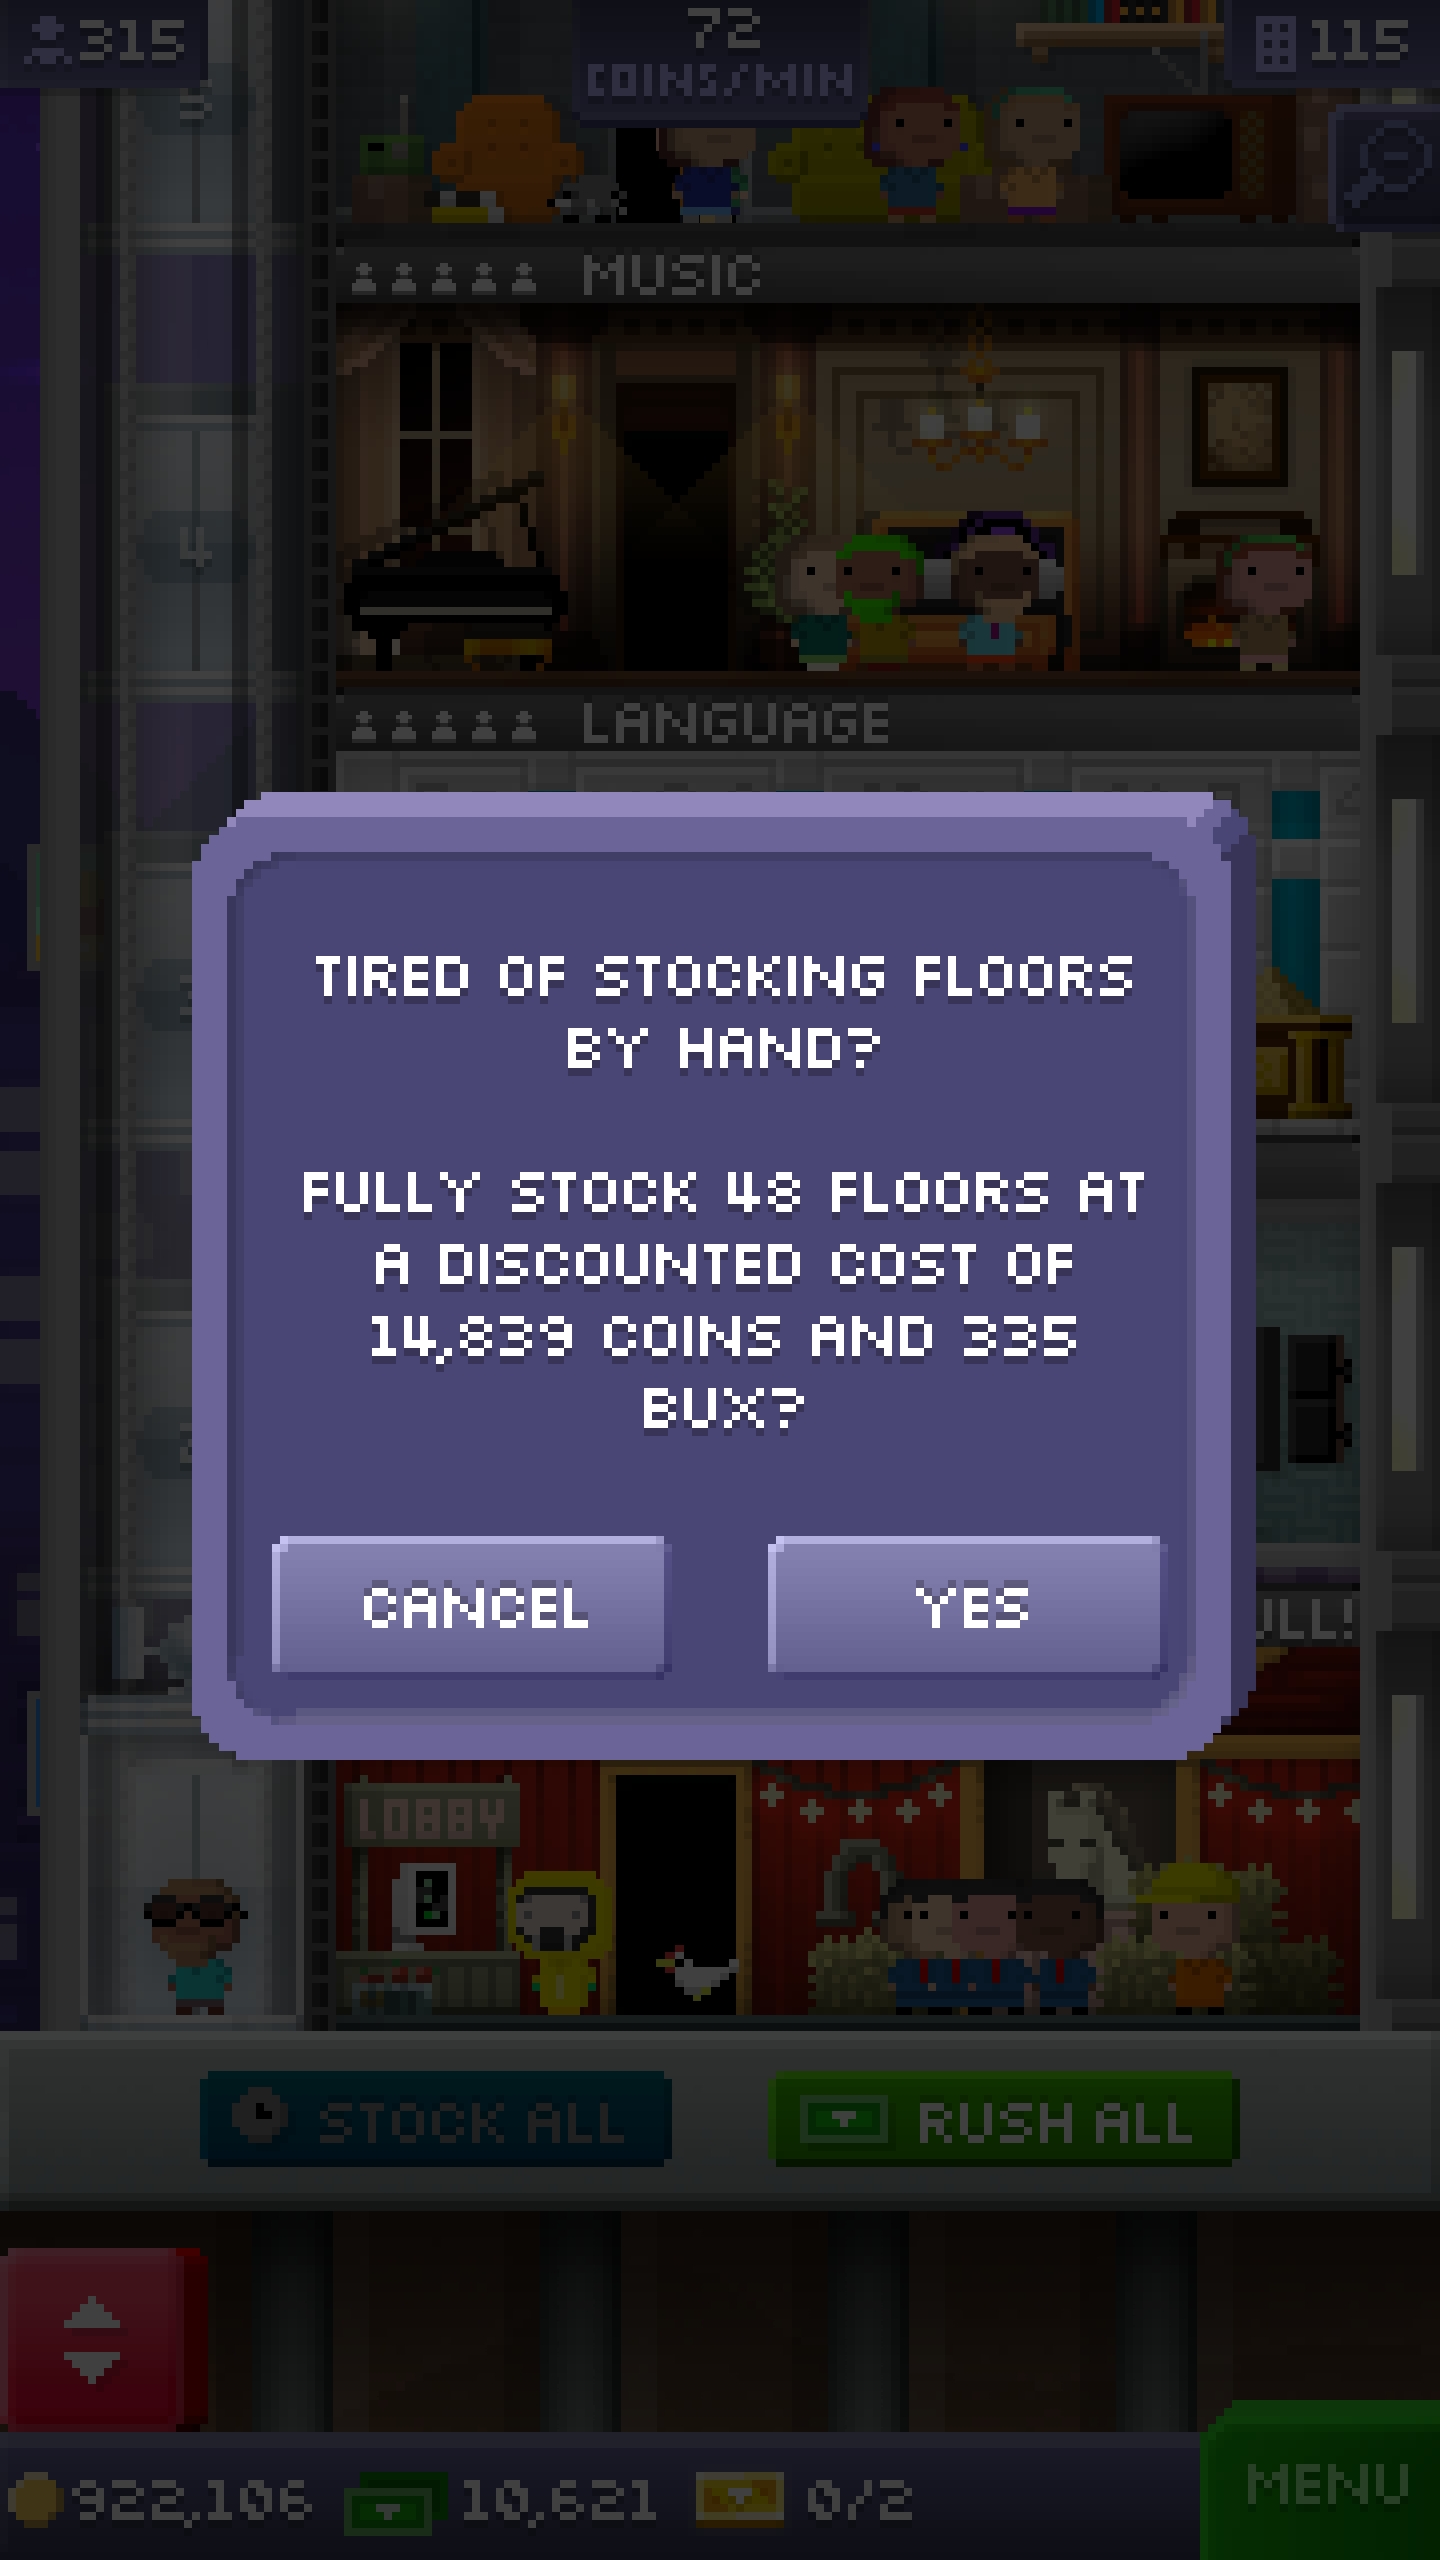 315
72
COINS/MIN
115
5
MUSIC
4
LANGUAGE
TIRED OF STOCKING FLOORS
BY HAND?
FULLY STOCK 48 FLOORS AT
A DISCOUNTED COST OF
14,839 COINS AND 335
BUX?
CANCEL
YES
LOBBY
STOCK ALL
RUSH ALL
922,106
10,621
0/2
MENU